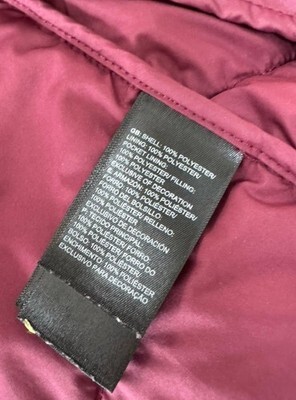 GB: SHELL: 100% POLYESTER/
LINING: 100% POLYESTER/
POCKET LINING:
100% POLYESTER/ FILLING:
100% POLYESTER/
EXCLUSIVE OF DECORATION
E: ARMAZON: 100% POLIÉSTER/
FORRO: 100% POLIÉSTER/
FORRO DEL BOLSILLO:
100% POLIÉSTER/ RELLENO:
100% POLIÉSTER/
EXCLUSIVO DE DECORACIÓN
P: TECIDO PRINCIPAL:
100% POLIÉSTER/ FORRO:
100% POLIÉSTER/ FORRO DO
BOLSO: 100% POLIÉSTER/
ENCHIMENTO: 100% POLIÉSTER
EXCLUSIVO PARA DECORAÇÃO